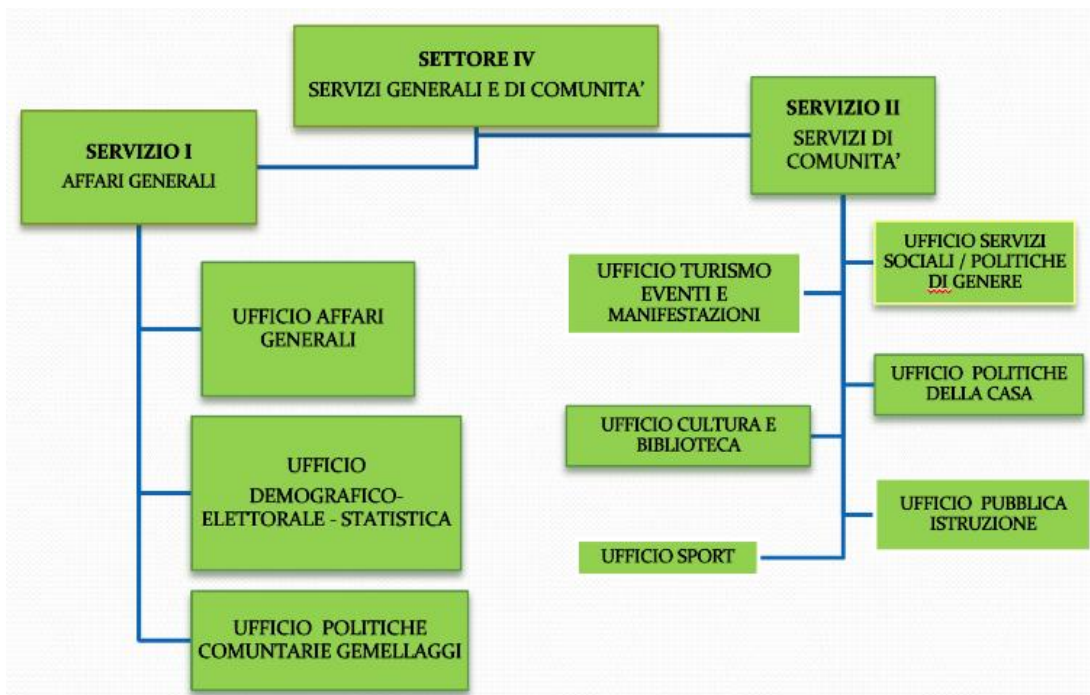 SETTORE IV
SERVIZI GENERALI E DI COMUNITA’
SERVIZIO I
AFFARI GENERALI
UFFICIO AFFARI
GENERALI
UFFICIO
DEMOGRAFICO-
ELETTORALE - STATISTICA
UFFICIO POLITICHE
COMUNTARIE GEMELLAGGI
SERVIZIO II
SERVIZI DI
COMUNITA’
UFFICIO TURISMO
EVENTI E
MANIFESTAZIONI
UFFICIO CULTURA E
BIBLIOTECA
UFFICIO SPORT
UFFICIO SERVIZI
SOCIALI / POLITICHE
DI GENERE
UFFICIO POLITICHE
DELLA CASA
UFFICIO PUBBLICA
ISTRUZIONE